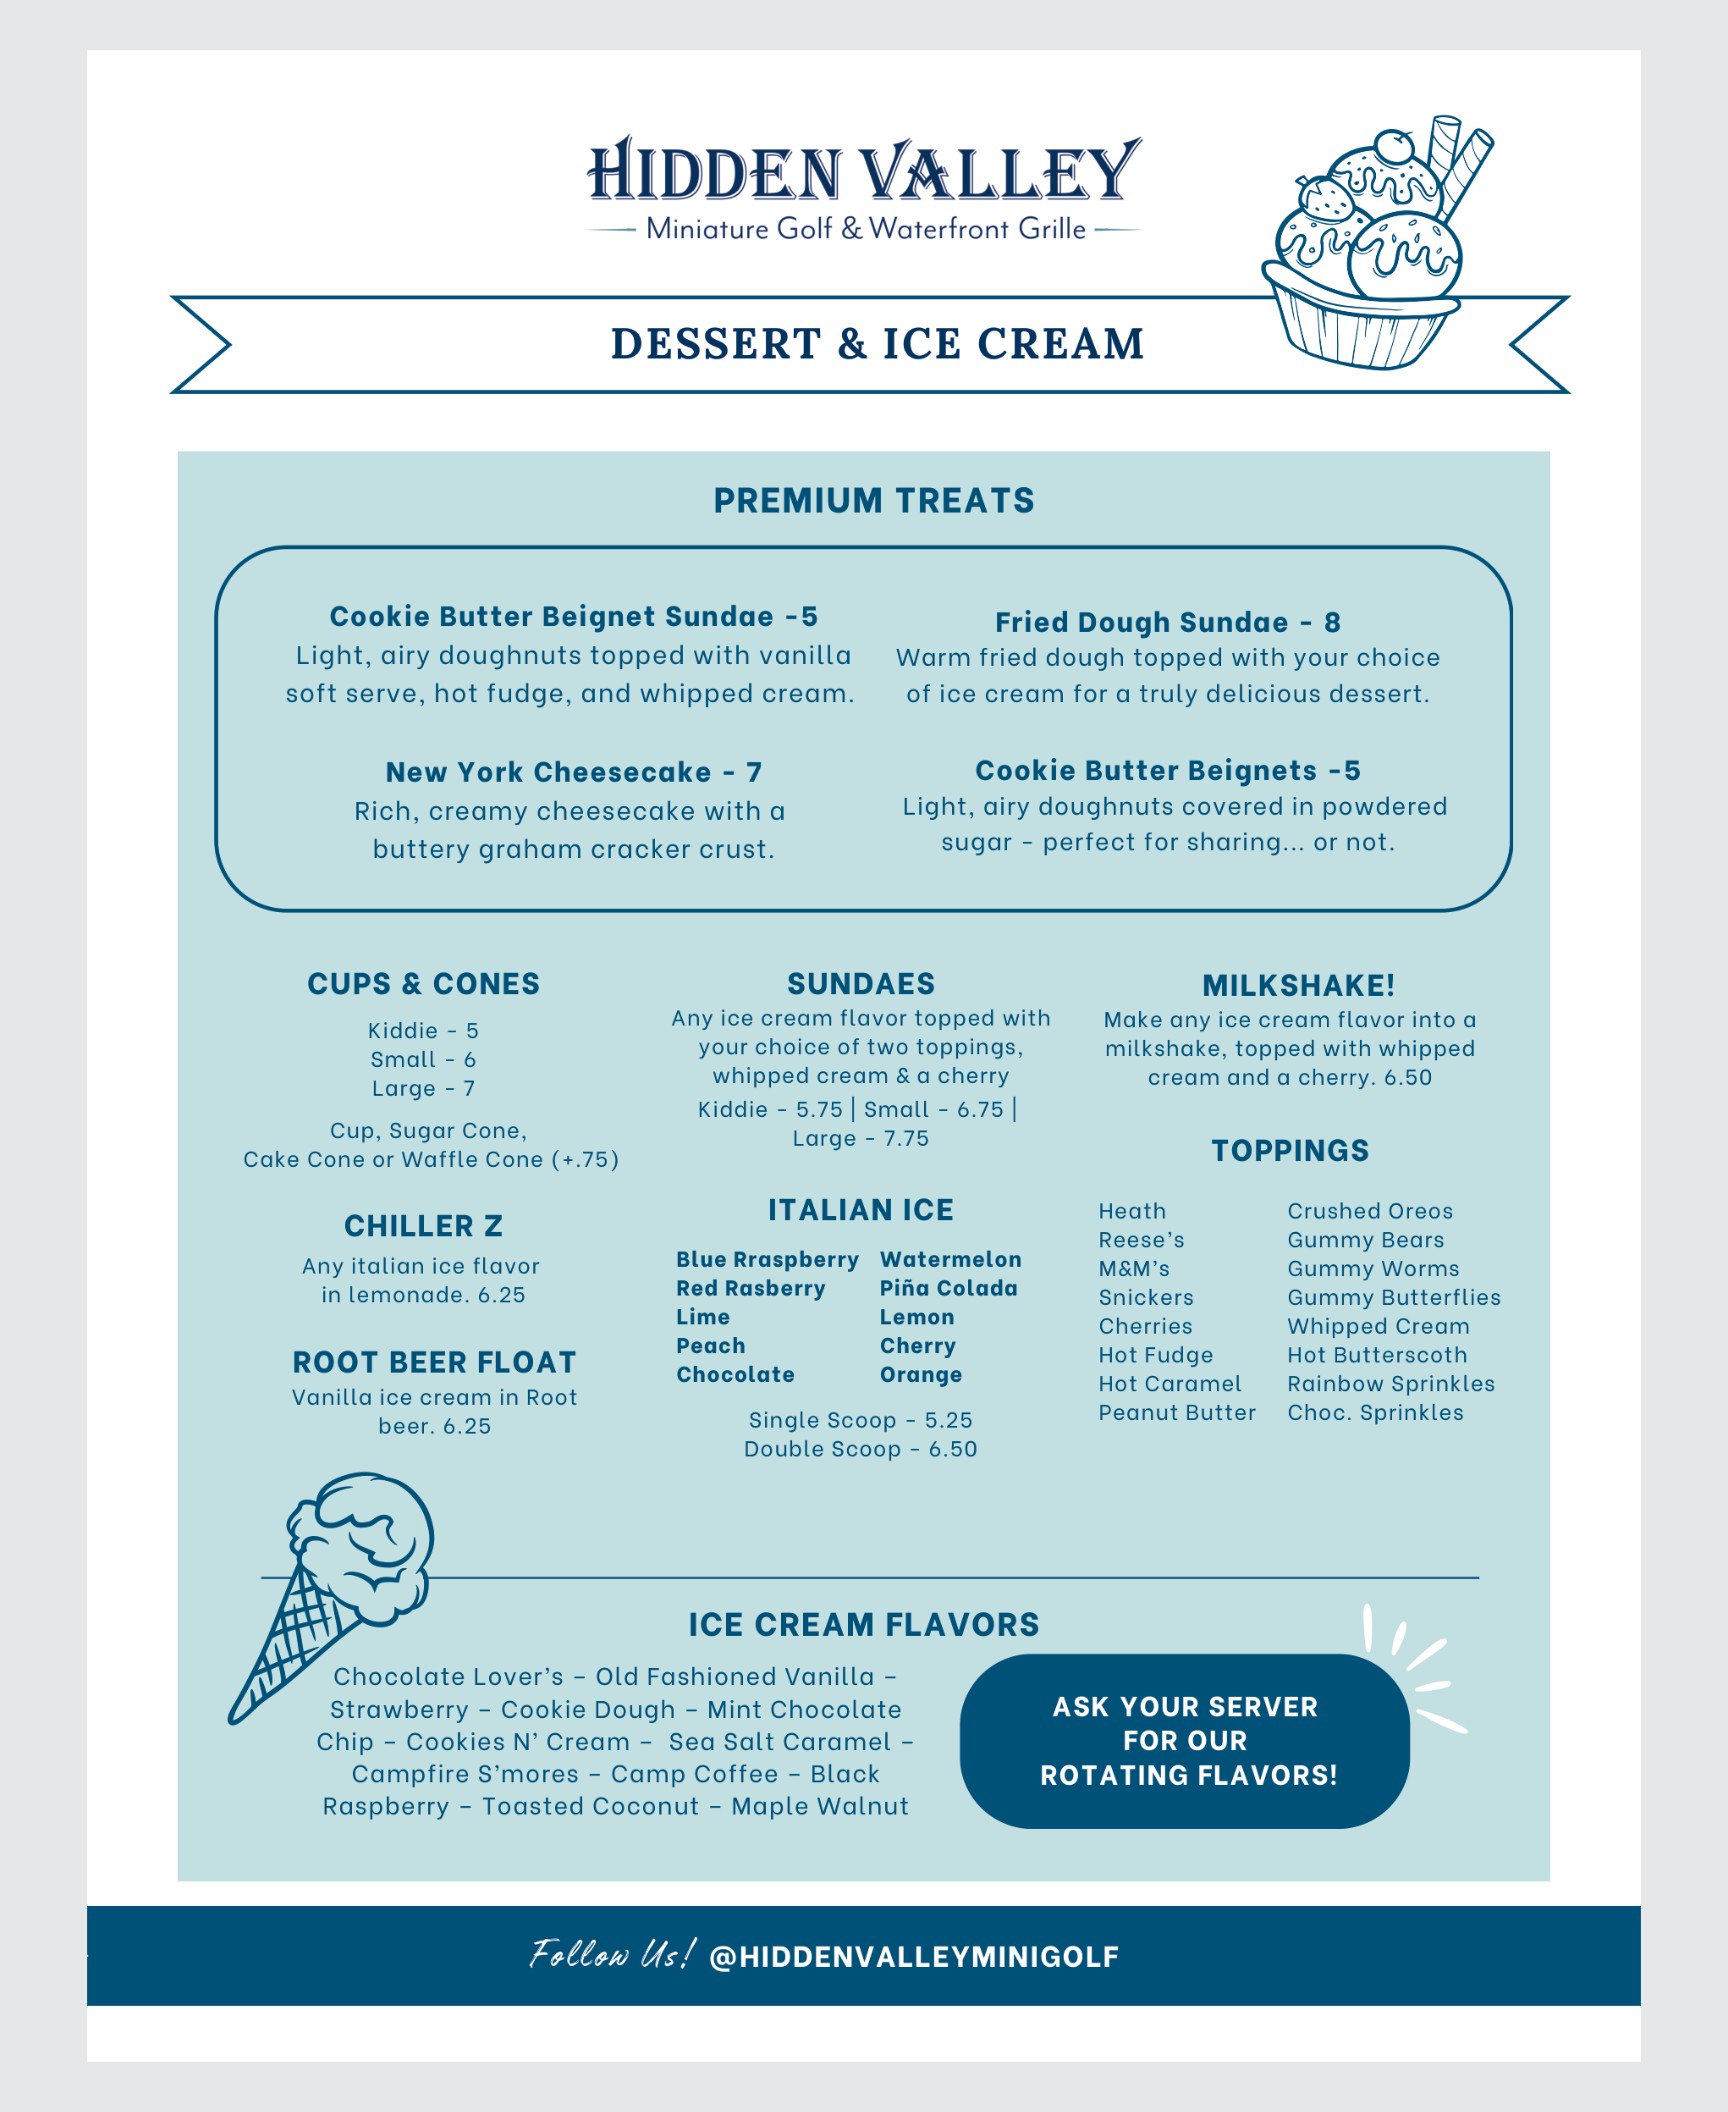 HIDDEN VALLEY
Miniature Golf & Waterfront Grille
DESSERT & ICE CREAM
PREMIUM TREATS
Cookie Butter Beignet Sundae -5
Light, airy doughnuts topped with vanilla
soft serve, hot fudge, and whipped cream.
Fried Dough Sundae - 8
Warm fried dough topped with your choice
of ice cream for a truly delicious dessert.
New York Cheesecake - 7
Rich, creamy cheesecake with a
buttery graham cracker crust.
Cookie Butter Beignets -5
Light, airy doughnuts covered in powdered
sugar - perfect for sharing... or not.
CUPS & CONES
Kiddie - 5
Small - 6
Large - 7
Cup, Sugar Cone,
Cake Cone or Waffle Cone (+.75)
CHILLER Z
Any italian ice flavor
in lemonade. 6.25
ROOT BEER FLOAT
Vanilla ice cream in Root
beer. 6.25
SUNDAES
Any ice cream flavor topped with
your choice of two toppings,
whipped cream & a cherry
Kiddie - 5.75 | Small - 6.75 |
Large - 7.75
ITALIAN ICE
Blue Rraspberry
Red Rasberry
Lime
Peach
Chocolate
Watermelon
Piña Colada
Lemon
Cherry
Orange
Single Scoop - 5.25
Double Scoop - 6.50
MILKSHAKE!
Make any ice cream flavor into a
milkshake, topped with whipped
cream and a cherry. 6.50
TOPPINGS
Heath
Reese's
M&M's
Snickers
Cherries
Hot Fudge
Hot Caramel
Peanut Butter
Crushed Oreos
Gummy Bears
Gummy Worms
Gummy Butterflies
Whipped Cream
Hot Butterscoth
Rainbow Sprinkles
Choc. Sprinkles
ICE CREAM FLAVORS
Chocolate Lover's – Old Fashioned Vanilla –
Strawberry – Cookie Dough – Mint Chocolate
Chip – Cookies N' Cream – Sea Salt Caramel –
Campfire S'mores – Camp Coffee – Black
Raspberry – Toasted Coconut – Maple Walnut
ASK YOUR SERVER
FOR OUR
ROTATING FLAVORS!
Follow Us! @HIDDENVALLEYMINIGOLF